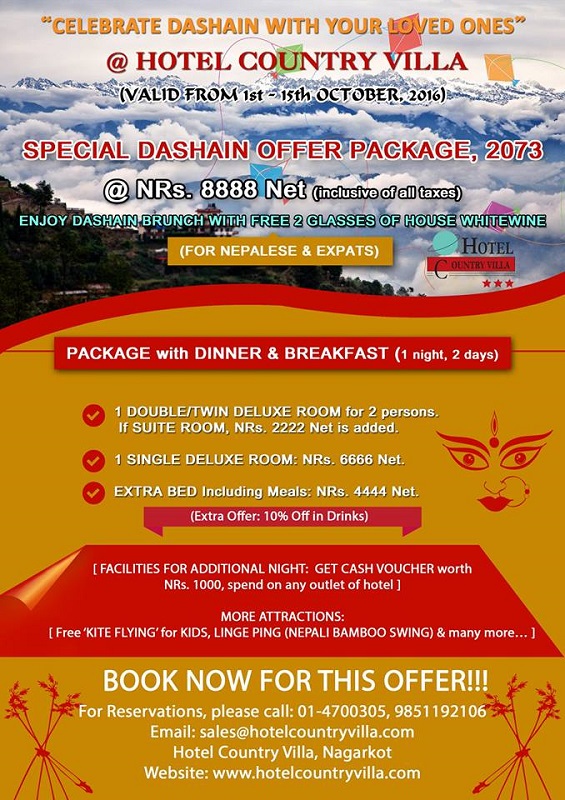 “CELEBRATE DASHAIN WITH YOUR LOVED ONES”
@ HOTEL COUNTRY VILLA
(VALID FROM 1st - 15th OCTOBER, 2016)
SPECIAL DASHAIN OFFER PACKAGE, 2073
@ NRs. 8888 Net (inclusive of all taxes)
ENJOY DASHAIN BRUNCH WITH FREE 2 GLASSES OF HOUSE WHITEWINE
(FOR NEPALESE & EXPATS)
HOTEL
COUNTRY VILLA
PACKAGE with DINNER & BREAKFAST (1 night, 2 days)
1 DOUBLE/TWIN DELUXE ROOM for 2 persons.
If SUITE ROOM, NRs. 2222 Net is added.
1 SINGLE DELUXE ROOM: NRs. 6666 Net.
EXTRA BED Including Meals: NRs. 4444 Net.
(Extra Offer: 10% Off in Drinks)
[ FACILITIES FOR ADDITIONAL NIGHT: GET CASH VOUCHER worth
NRs. 1000, spend on any outlet of hotel ]
MORE ATTRACTIONS:
[ Free ‘KITE FLYING’ for KIDS, LINGE PING (NEPALI BAMBOO SWING) & many more... ]
BOOK NOW FOR THIS OFFER!!!
For Reservations, please call: 01-4700305, 9851192106
Email: sales@hotelcountryvilla.com
Hotel Country Villa, Nagarkot
Website: www.hotelcountryvilla.com